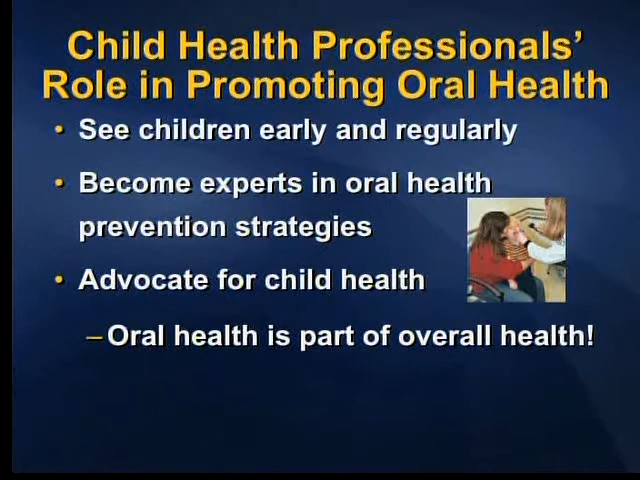 Child Health Professionals’
Role in Promoting Oral Health
• See children early and regularly
• Become experts in oral health
prevention strategies
• Advocate for child health
– Oral health is part of overall health!